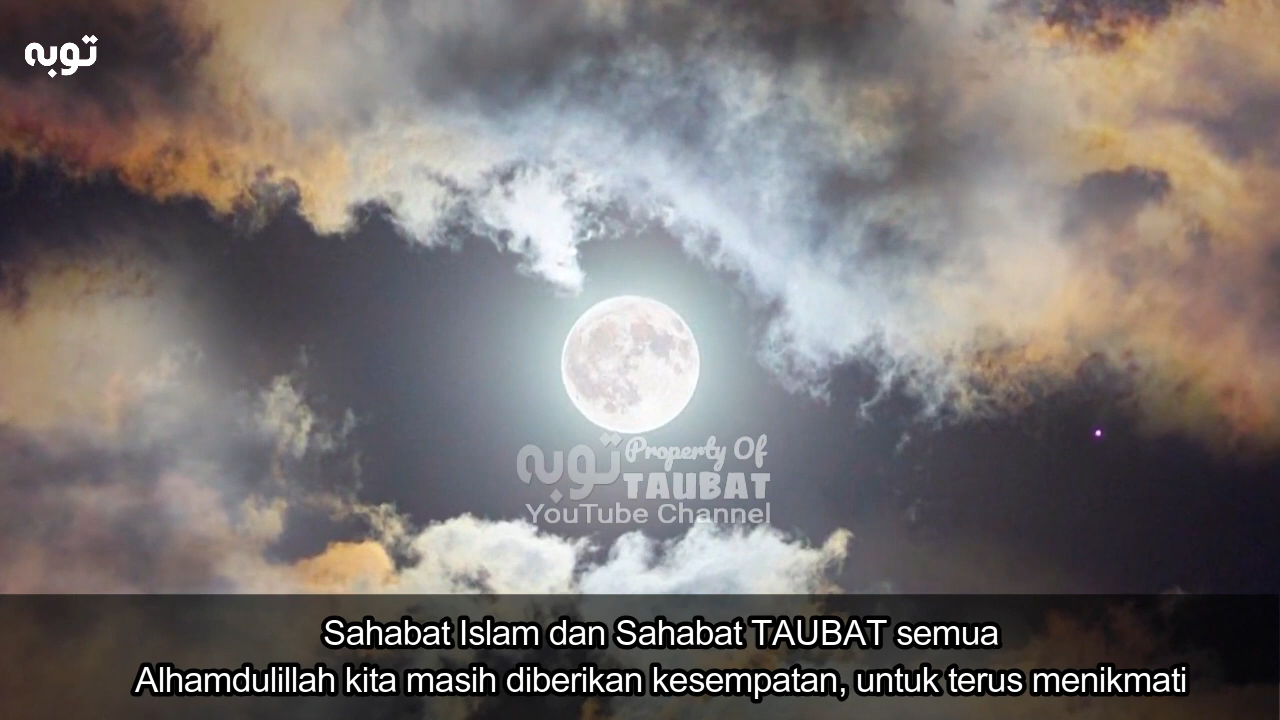 توبه
توبه Property Of
TAUBAT
YouTube Channel
Sahabat Islam dan Sahabat TAUBAT semua
Alhamdulillah kita masih diberikan kesempatan, untuk terus menikmati